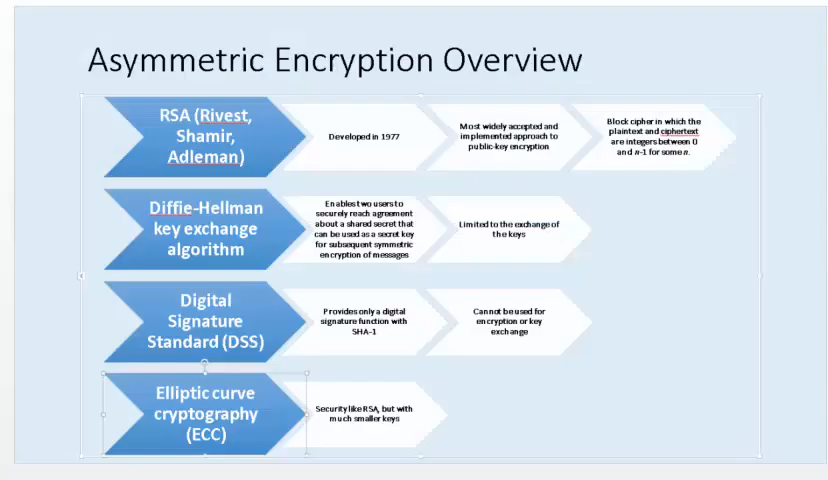 Asymmetric Encryption Overview
RSA (Rivest,
Shamir,
Adleman)
Developed in 1977
Most widely accepted and
implemented approach to
public-key encryption
Block cipher in which the
plaintext and ciphertext
are integers between 0
and n-1 for some n.
Diffie-Hellman
key exchange
algorithm
Enables two users to
securely reach agreement
about a shared secret that
can be used as a secret key
for subsequent symmetric
encryption of messages
Limited to the exchange of
the keys
Digital
Signature
Standard (DSS)
Provides only a digital
signature function with
SHA-1
Cannot be used for
encryption or key
exchange
Elliptic curve
cryptography
(ECC)
Security like RSA, but with
much smaller keys